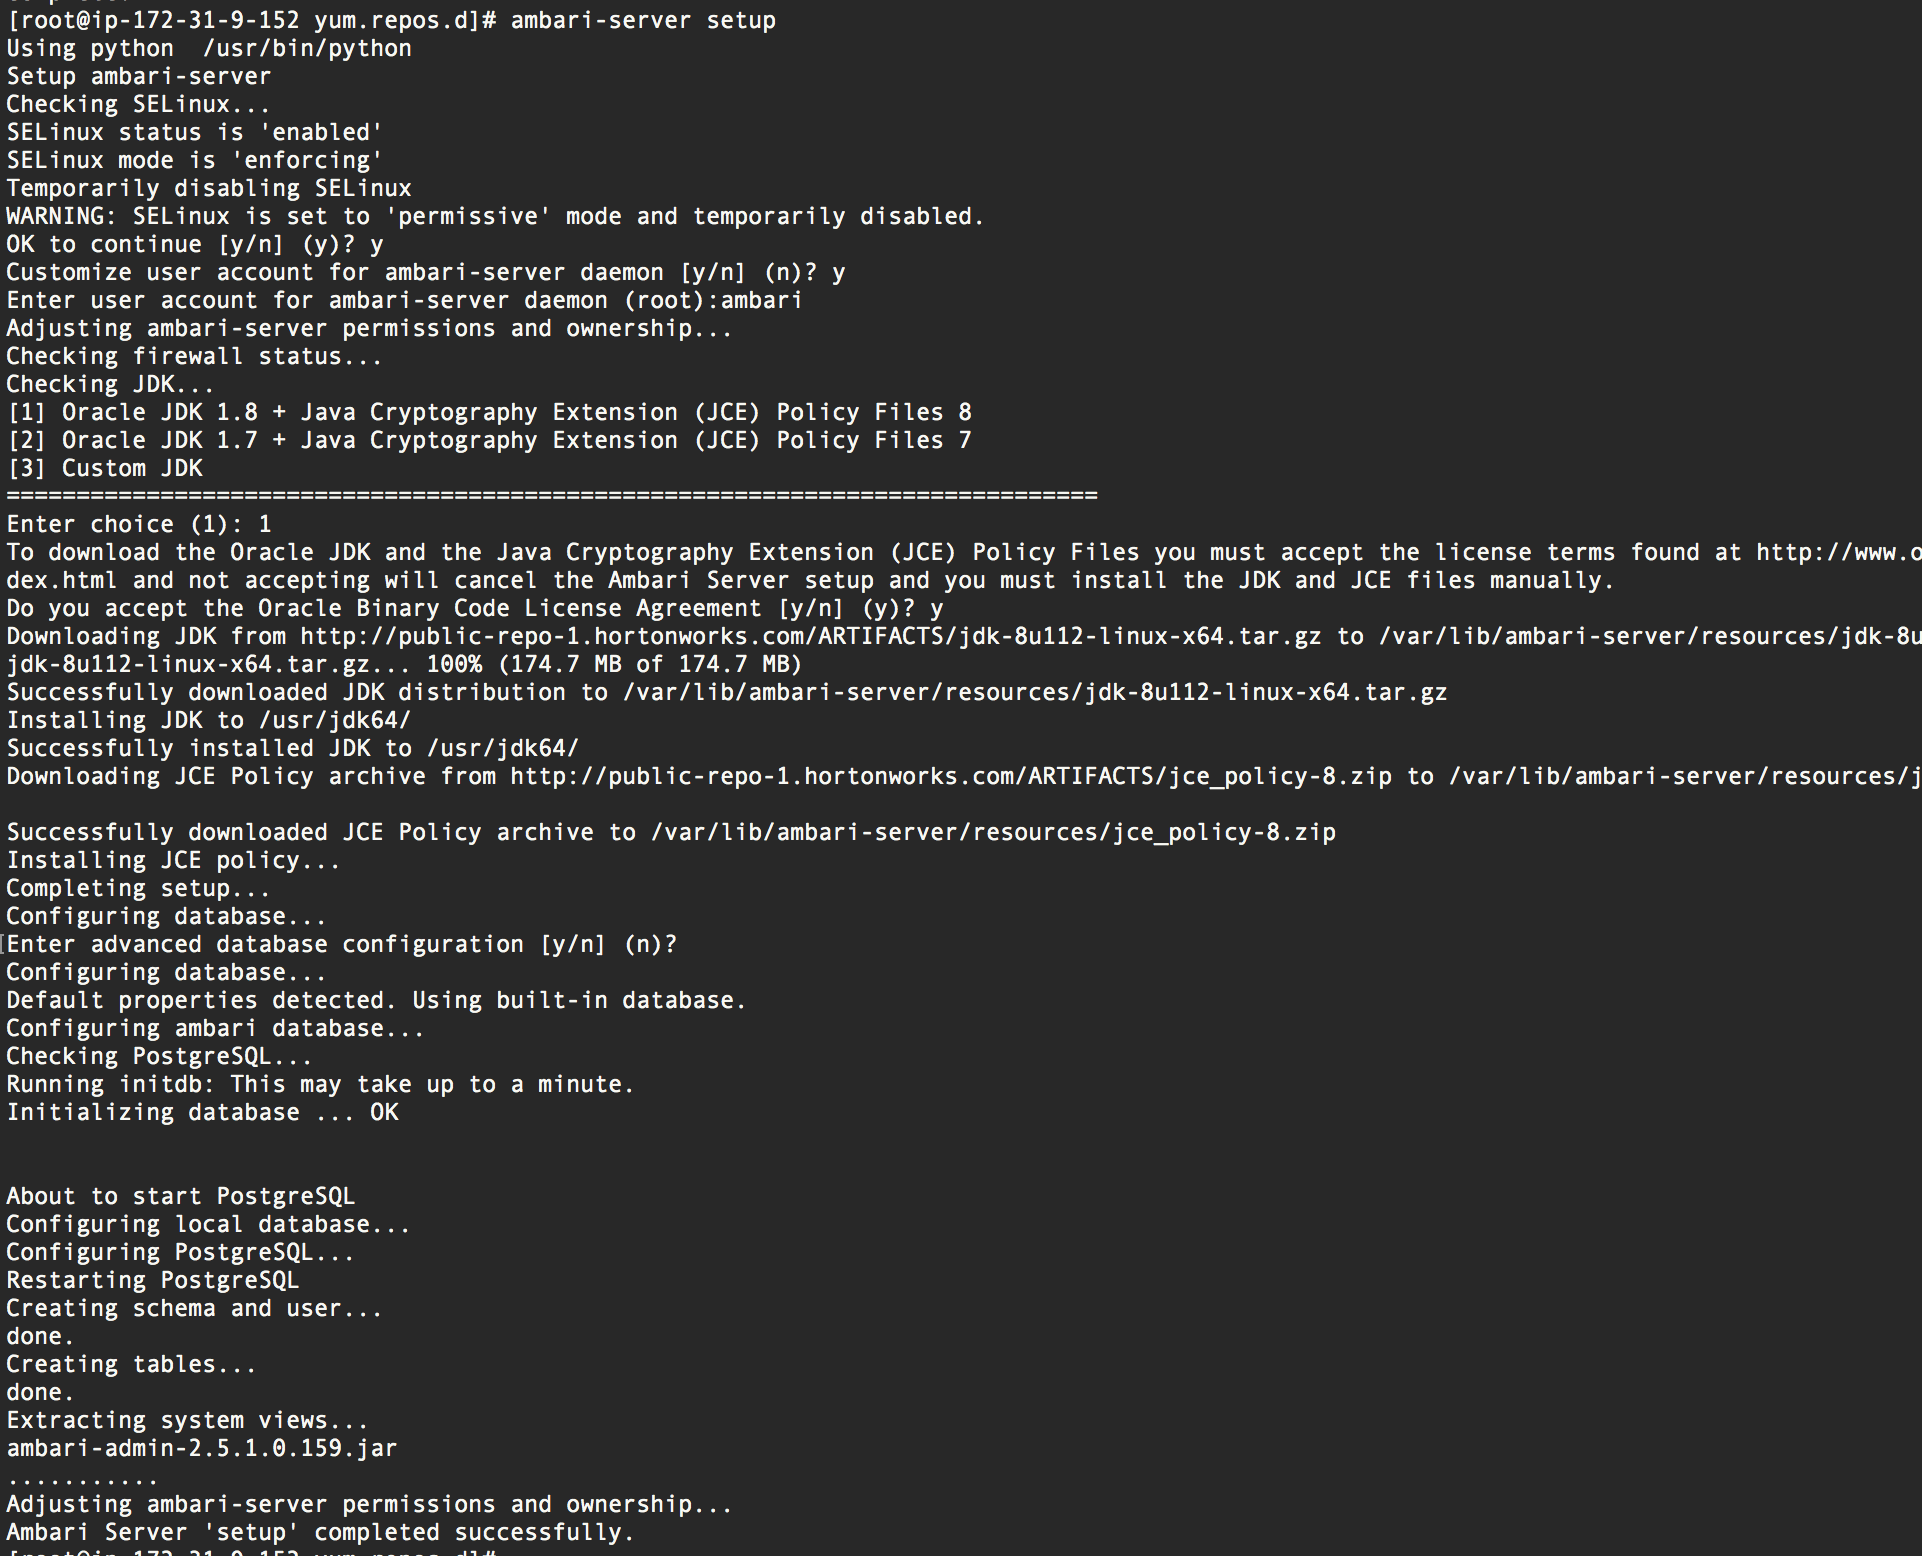 [root@ip-172-31-9-152 yum.repos.d]# ambari-server setup
Using python  /usr/bin/python
Setup ambari-server
Checking SELinux...
SELinux status is 'enabled'
SELinux mode is 'enforcing'
Temporarily disabling SELinux
WARNING: SELinux is set to 'permissive' mode and temporarily disabled.
OK to continue [y/n] (y)? y
Customize user account for ambari-server daemon [y/n] (n)? y
Enter user account for ambari-server daemon (root):ambari
Adjusting ambari-server permissions and ownership...
Checking firewall status...
Checking JDK...
[1] Oracle JDK 1.8 + Java Cryptography Extension (JCE) Policy Files 8
[2] Oracle JDK 1.7 + Java Cryptography Extension (JCE) Policy Files 7
[3] Custom JDK
==============================================================================
Enter choice (1): 1
To download the Oracle JDK and the Java Cryptography Extension (JCE) Policy Files you must accept the license terms found at http://www.o
dex.html and not accepting will cancel the Ambari Server setup and you must install the JDK and JCE files manually.
Do you accept the Oracle Binary Code License Agreement [y/n] (y)? y
Downloading JDK from http://public-repo-1.hortonworks.com/ARTIFACTS/jdk-8u112-linux-x64.tar.gz to /var/lib/ambari-server/resources/jdk-8u
jdk-8u112-linux-x64.tar.gz... 100% (174.7 MB of 174.7 MB)
Successfully downloaded JDK distribution to /var/lib/ambari-server/resources/jdk-8u112-linux-x64.tar.gz
Installing JDK to /usr/jdk64/
Successfully installed JDK to /usr/jdk64/
Downloading JCE Policy archive from http://public-repo-1.hortonworks.com/ARTIFACTS/jce_policy-8.zip to /var/lib/ambari-server/resources/j
Successfully downloaded JCE Policy archive to /var/lib/ambari-server/resources/jce_policy-8.zip
Installing JCE policy...
Completing setup...
Configuring database...
Enter advanced database configuration [y/n] (n)?
Configuring database...
Default properties detected. Using built-in database.
Configuring ambari database...
Checking PostgreSQL...
Running initdb: This may take up to a minute.
Initializing database ... OK
About to start PostgreSQL
Configuring local database...
Configuring PostgreSQL...
Restarting PostgreSQL
Creating schema and user...
done.
Creating tables...
done.
Extracting system views...
ambari-admin-2.5.1.0.159.jar
...........
Adjusting ambari-server permissions and ownership...
Ambari Server 'setup' completed successfully.